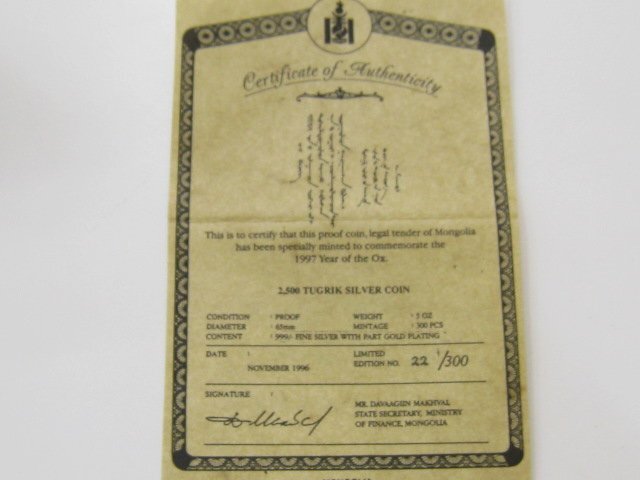 Certificate of Authenticity
This is to certify that this proof coin, legal tender of Mongolia
has been specially minted to commemorate the
1997 Year of the Ox.
2,500 TUGRIK SILVER COIN
CONDITION : PROOF WEIGHT : 5 OZ
DIAMETER : 65mm MINTAGE : 300 PCS
CONTENT : 999/- FINE SILVER WITH PART GOLD PLATING
DATE : LIMITED
NOVEMBER 1996 EDITION NO. 22/300
SIGNATURE :
MR. DAVAAGIIN MAKHVAL
STATE SECRETARY, MINISTRY
OF FINANCE, MONGOLIA